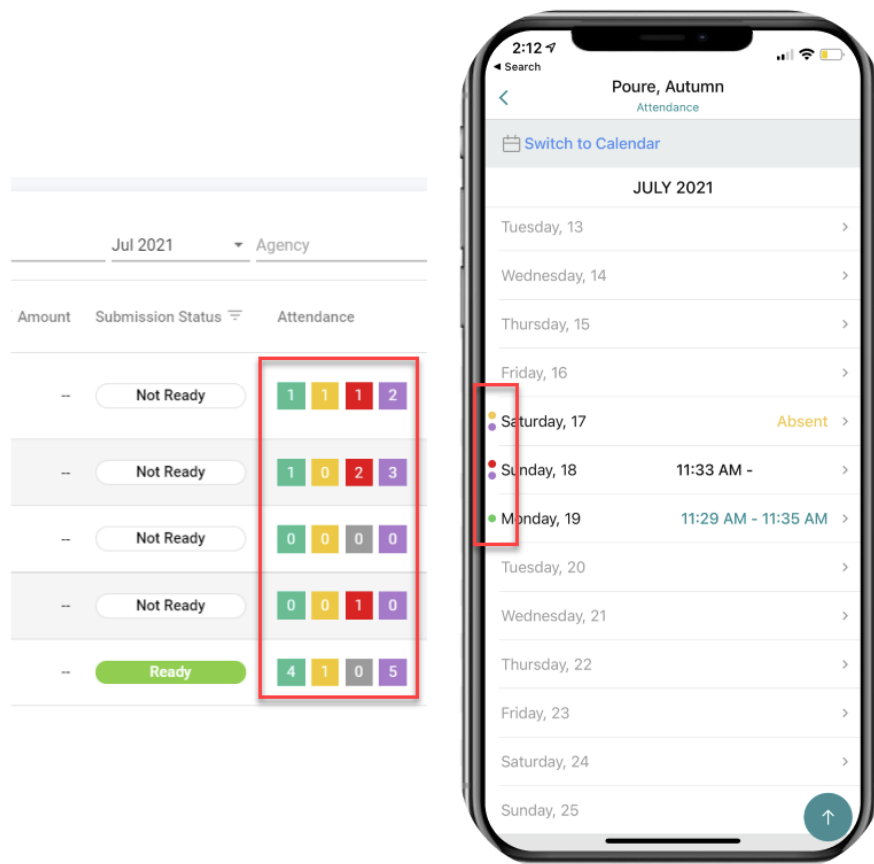 Jul 2021 Agency
Amount Submission Status Attendance
-- Not Ready 1 1 1 2
-- Not Ready 1 0 2 3
-- Not Ready 0 0 0 0
-- Not Ready 0 0 1 0
-- Ready 4 1 0 5
2:12
Search
Poure, Autumn
Attendance
Switch to Calendar
JULY 2021
Tuesday, 13
Wednesday, 14
Thursday, 15
Friday, 16
Saturday, 17 Absent
Sunday, 18 11:33 AM -
Monday, 19 11:29 AM - 11:35 AM
Tuesday, 20
Wednesday, 21
Thursday, 22
Friday, 23
Saturday, 24
Sunday, 25